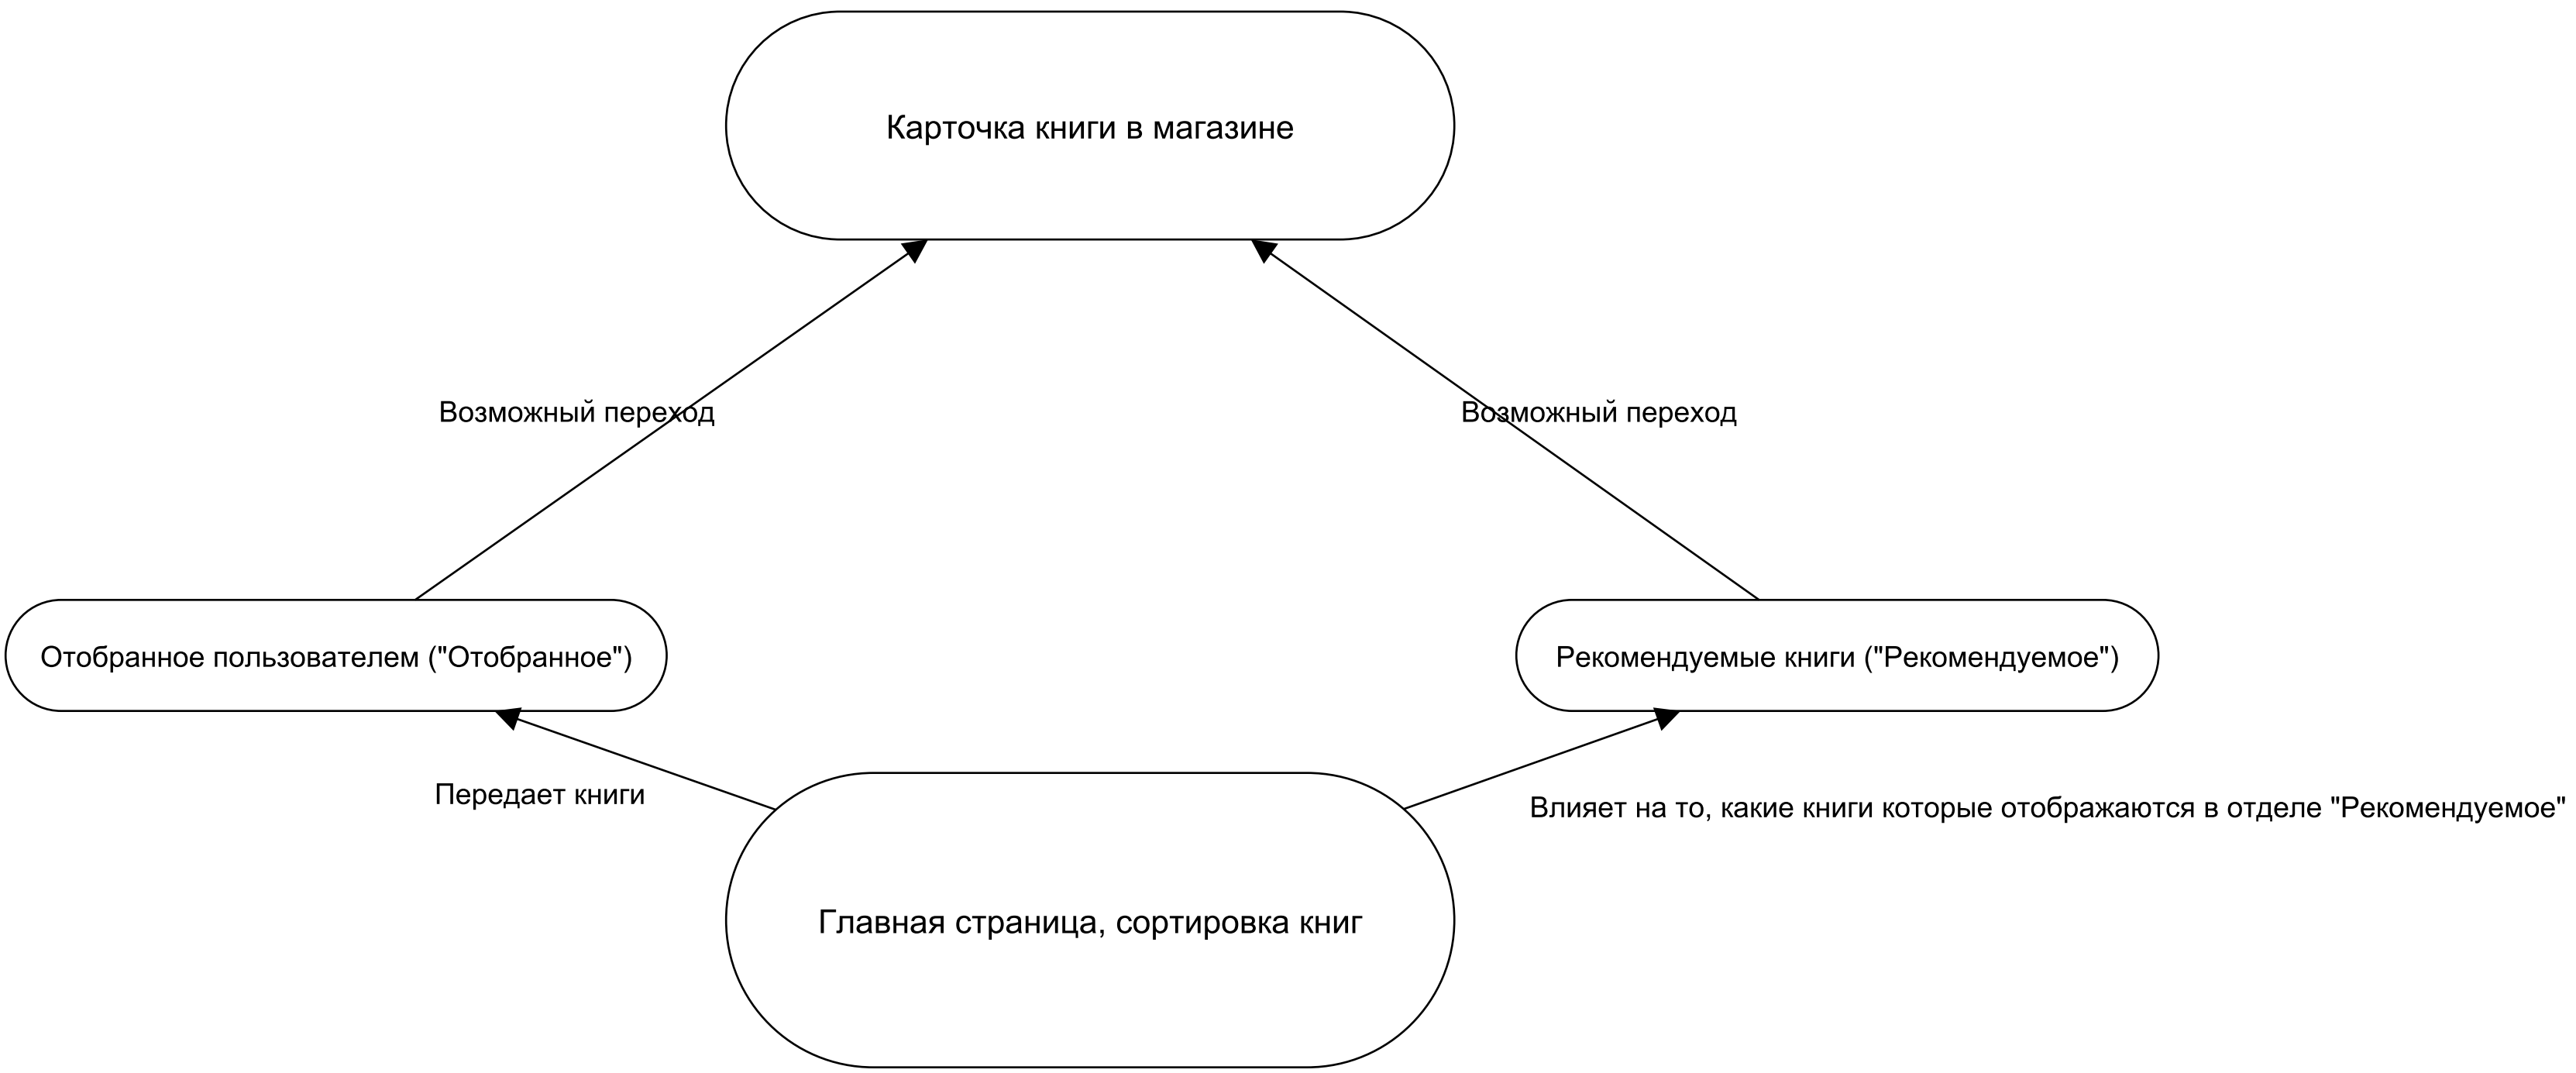 Карточка книги в магазине
Возможный переход
Возможный переход
Отобранное пользователем ("Отобранное")
Рекомендуемые книги ("Рекомендуемое")
Передает книги
Влияет на то, какие книги которые отображаются в отделе "Рекомендуемое"
Главная страница, сортировка книг